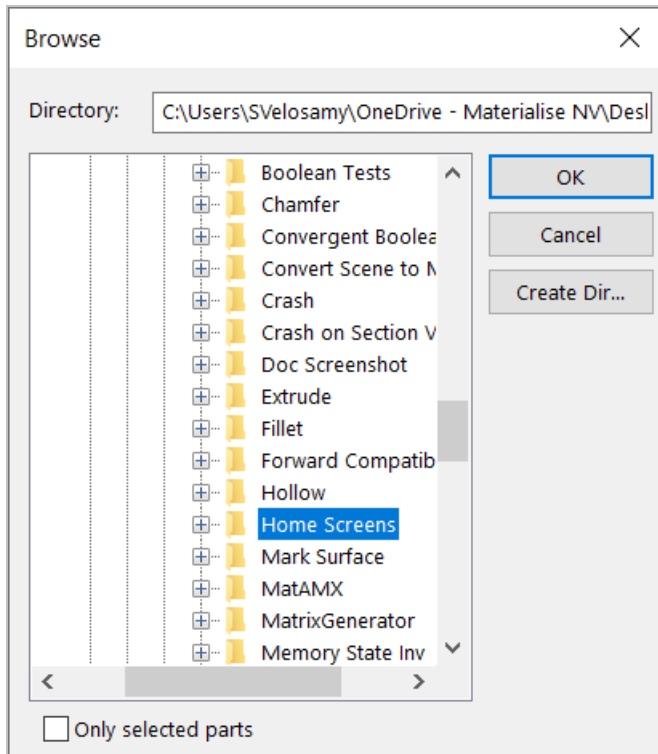 Browse
Directory: C:\Users\SVelosamy\OneDrive - Materialise NV\Desl
Boolean Tests
Chamfer
Convergent Boolea
Convert Scene to M
Crash
Crash on Section V
Doc Screenshot
Extrude
Fillet
Forward Compatib
Hollow
Home Screens
Mark Surface
MatAMX
MatrixGenerator
Memory State Inv
OK
Cancel
Create Dir...
Only selected parts